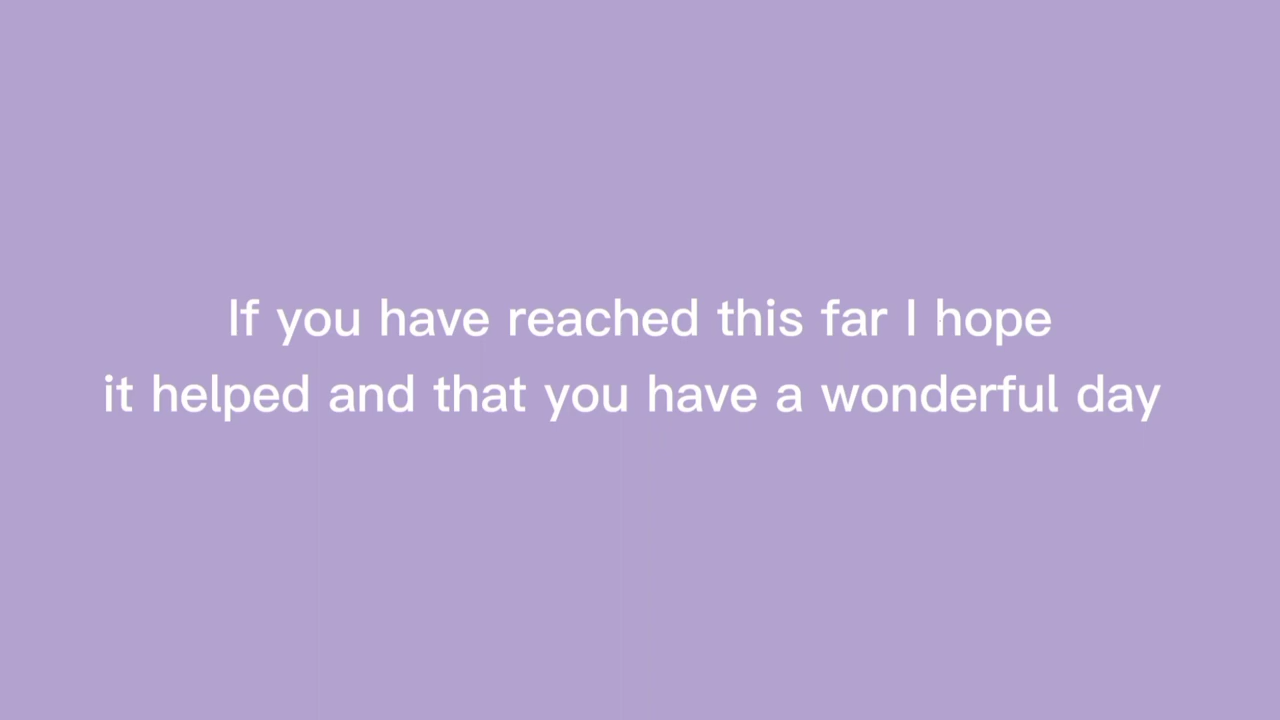 If you have reached this far I hope
it helped and that you have a wonderful day